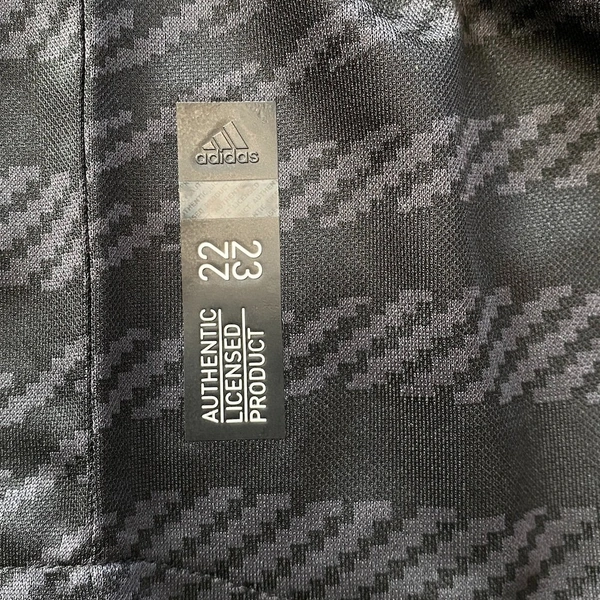 adidas
22
23
AUTHENTIC
LICENSED
PRODUCT